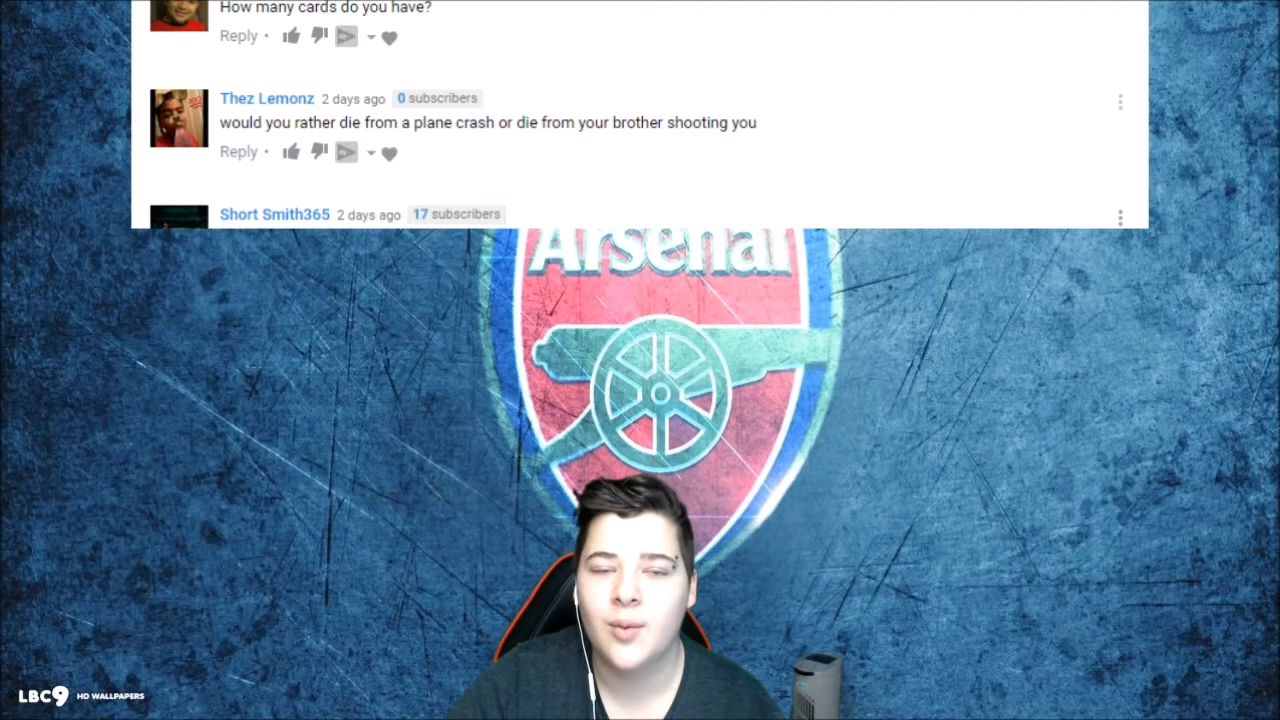 How many cards do you have?
Reply •
Thez Lemonz 2 days ago 0 subscribers
would you rather die from a plane crash or die from your brother shooting you
Reply •
Short Smith365 2 days ago 17 subscribers
Arsenal
LBC9 HD WALLPAPERS